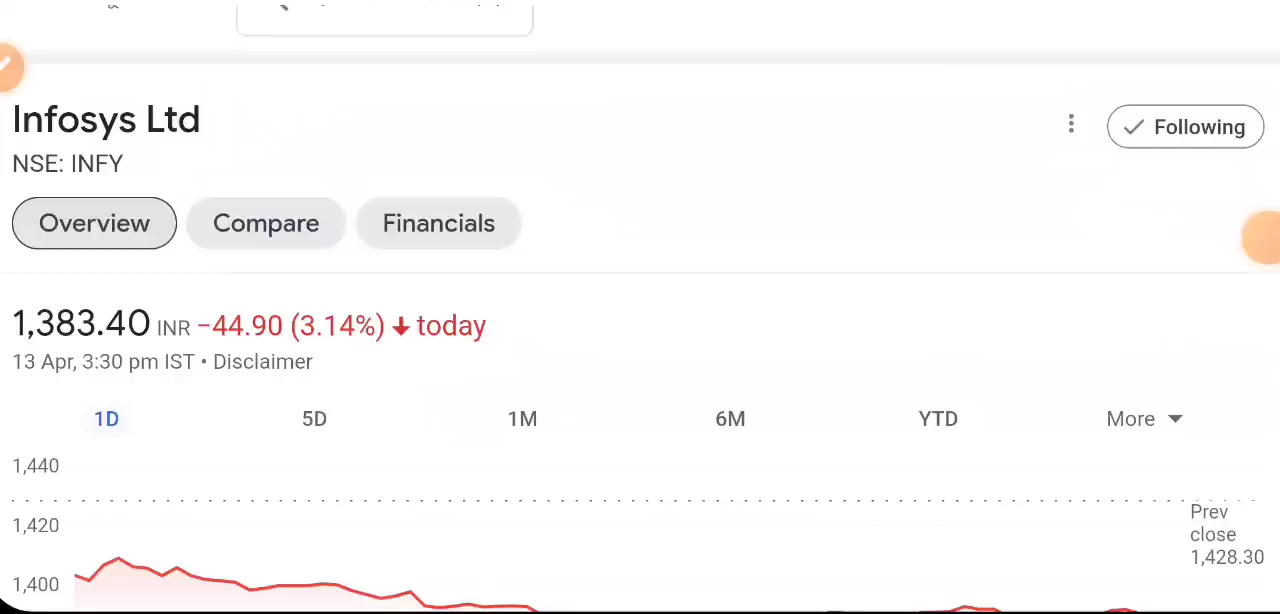 Infosys Ltd
Following
NSE: INFY
Overview
Compare
Financials
1,383.40 INR −44.90 (3.14%) ↓ today
13 Apr, 3:30 pm IST • Disclaimer
1D
5D
1M
6M
YTD
More
1,440
1,420
1,400
Prev
close
1,428.30